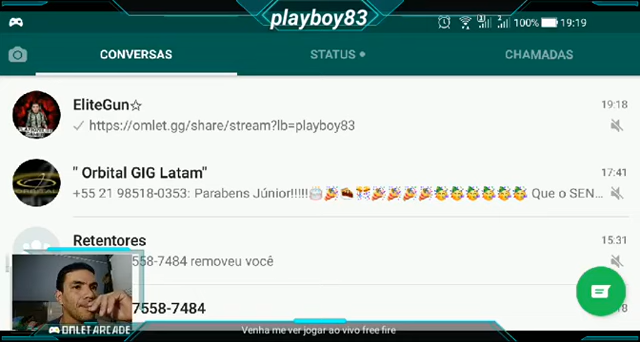 playboy83
100% 19:19
CONVERSAS
STATUS
CHAMADAS
EliteGun☆
19:18
https://omlet.gg/share/stream?lb=playboy83
" Orbital GIG Latam"
17:41
+55 21 98518-0353: Parabens Júnior!!!!!🎂🎉🍰🎊🎉🎉🎉🎉🥳🥳🥳🥳🥳🥳 Que o SEN...
Retentores
15:31
58-7484 removeu você
7558-7484
OMLET ARCADE
Venha me ver jogar ao vivo free fire